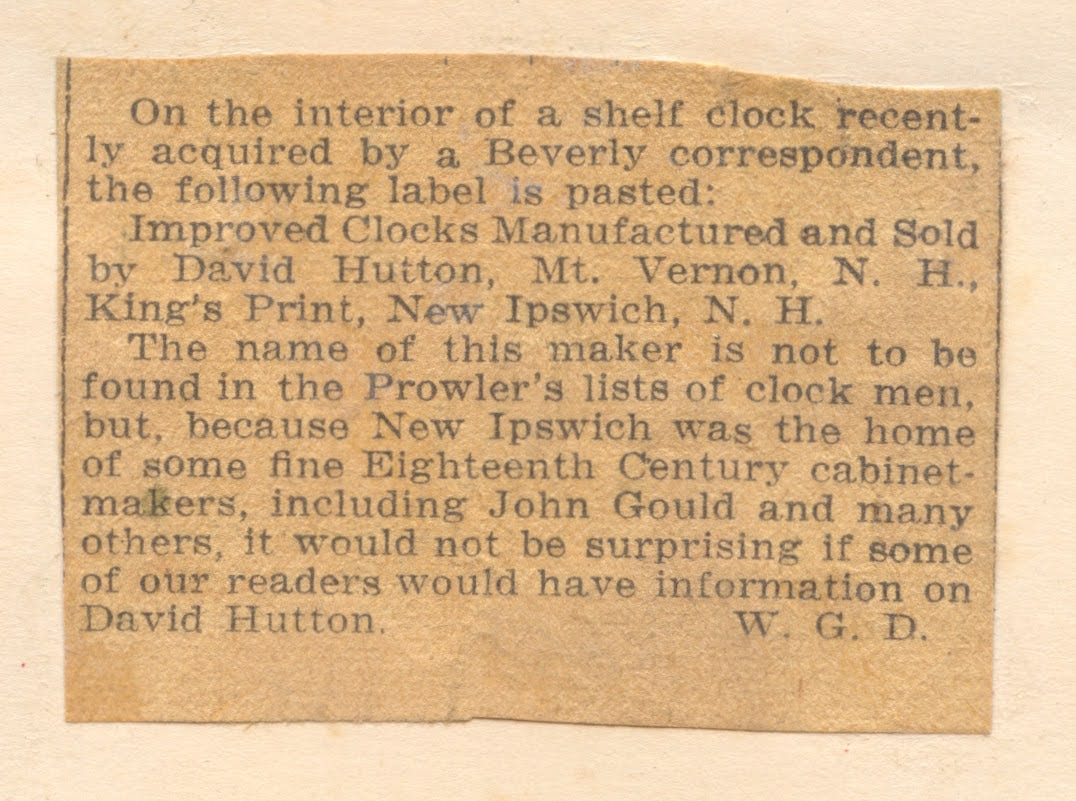 On the interior of a shelf clock recent-
ly acquired by a Beverly correspondent,
the following label is pasted:
Improved Clocks Manufactured and Sold
by David Hutton, Mt. Vernon, N. H.,
King's Print, New Ipswich, N. H.
The name of this maker is not to be
found in the Prowler's lists of clock men,
but, because New Ipswich was the home
of some fine Eighteenth Century cabinet-
makers, including John Gould and many
others, it would not be surprising if some
of our readers would have information on
David Hutton. W. G. D.